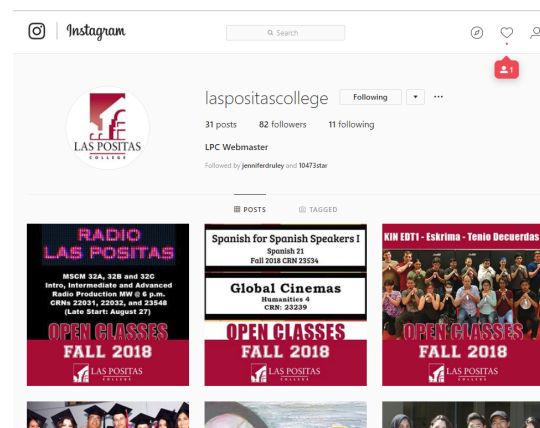 Instagram
Search
1
laspositascollege Following
31 posts 82 followers 11 following
LPC Webmaster
Followed by jenniferdruley and 10473star
LAS POSITAS
COLLEGE
POSTS TAGGED
RADIO
LAS POSITAS
MSCM 32A, 32B and 32C
Intro, Intermediate and Advanced
Radio Production MW @ 6 p.m.
CRNs 22031, 22032, and 23548
(Late Start: August 27)
OPEN CLASSES
FALL 2018
LAS POSITAS
COLLEGE
Spanish for Spanish Speakers I
Spanish 21
Fall 2018 CRN 23534
Global Cinemas
Humanities 4
CRN: 23239
OPEN CLASSES
FALL 2018
LAS POSITAS
COLLEGE
KIN EDT1 - Eskrima - Tenio Decuerdas
OPEN CLASSES
FALL 2018
LAS POSITAS
COLLEGE